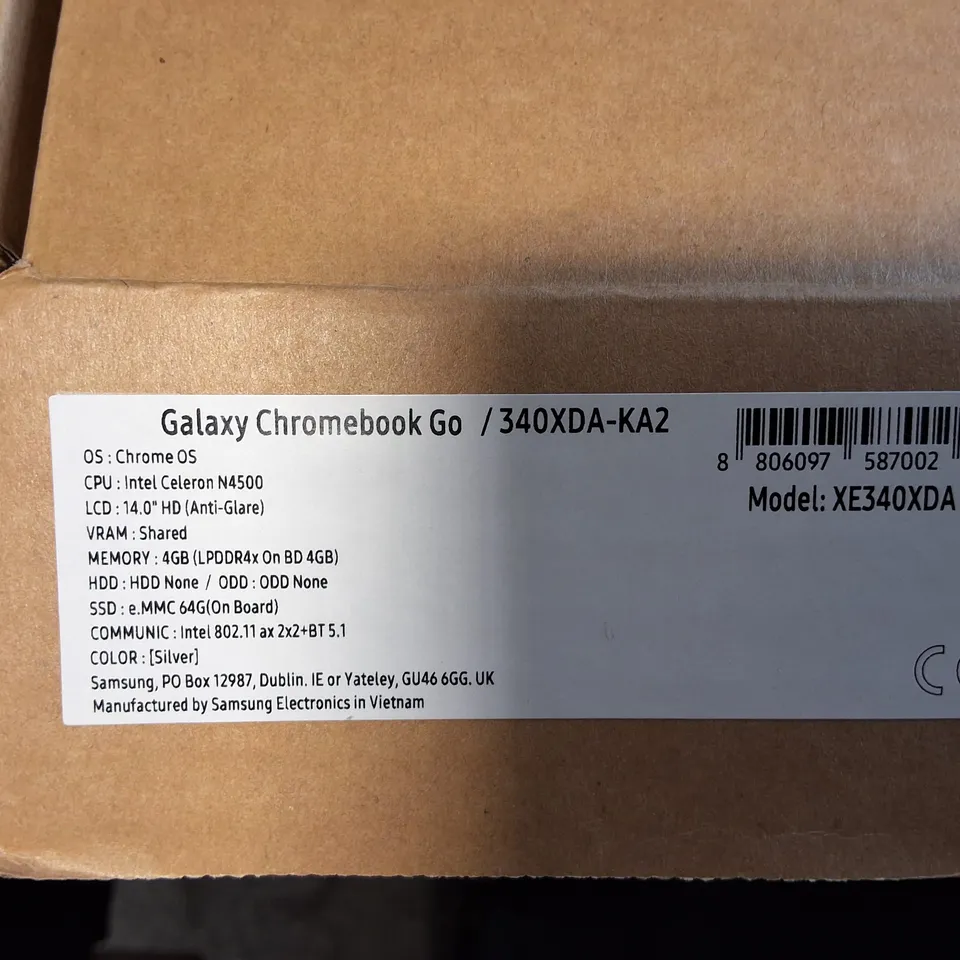 Galaxy Chromebook Go / 340XDA-KA2
OS : Chrome OS
CPU : Intel Celeron N4500
LCD : 14.0" HD (Anti-Glare)
VRAM : Shared
MEMORY : 4GB (LPDDR4x On BD 4GB)
HDD : HDD None / ODD : ODD None
SSD : e.MMC 64G(On Board)
COMMUNIC : Intel 802.11 ax 2x2+BT 5.1
COLOR : [Silver]
Samsung, PO Box 12987, Dublin. IE or Yateley, GU46 6GG. UK
Manufactured by Samsung Electronics in Vietnam
8 806097 587002
Model: XE340XDA